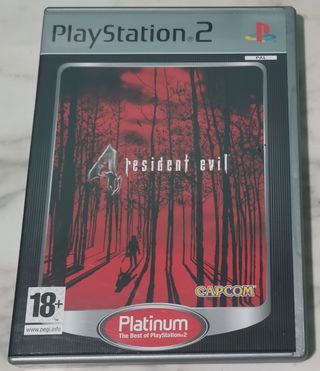 PlayStation 2
PAL
4 resident evil
CAPCOM
18+
www.pegi.info
Platinum
The Best of PlayStation 2